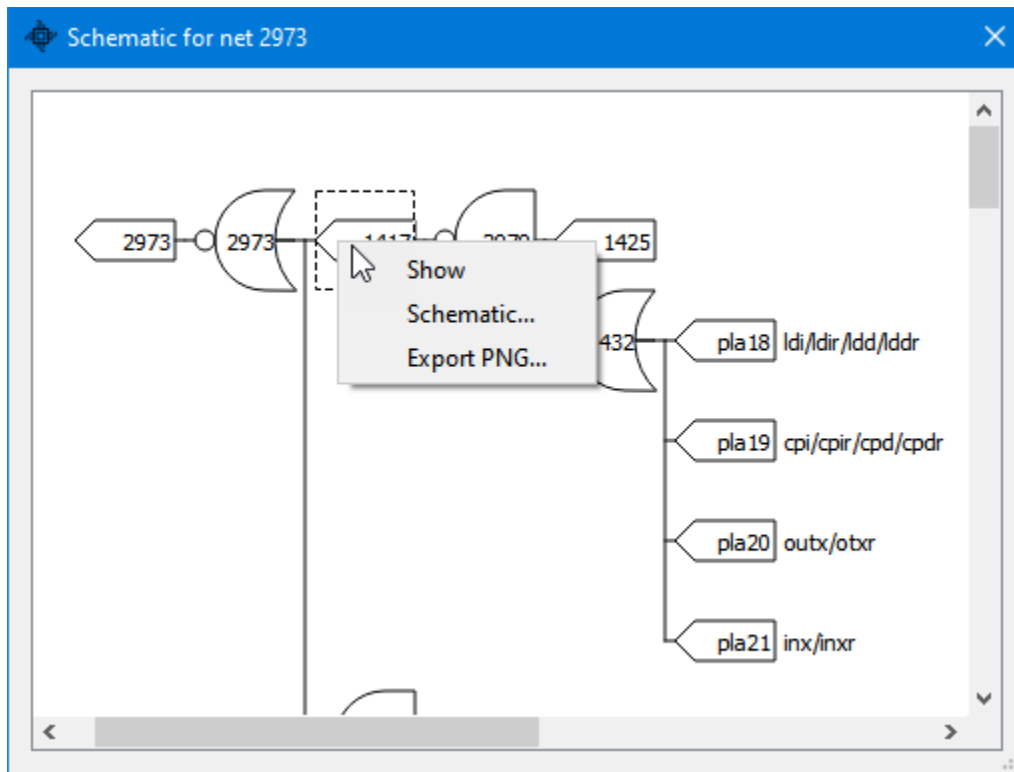 Schematic for net 2973
2973
2973
1425
Show
Schematic...
Export PNG...
pla18 ldi/ldir/ldd/lddr
pla19 cpi/cpir/cpd/cpdr
pla20 outx/otxr
pla21 inx/inxr